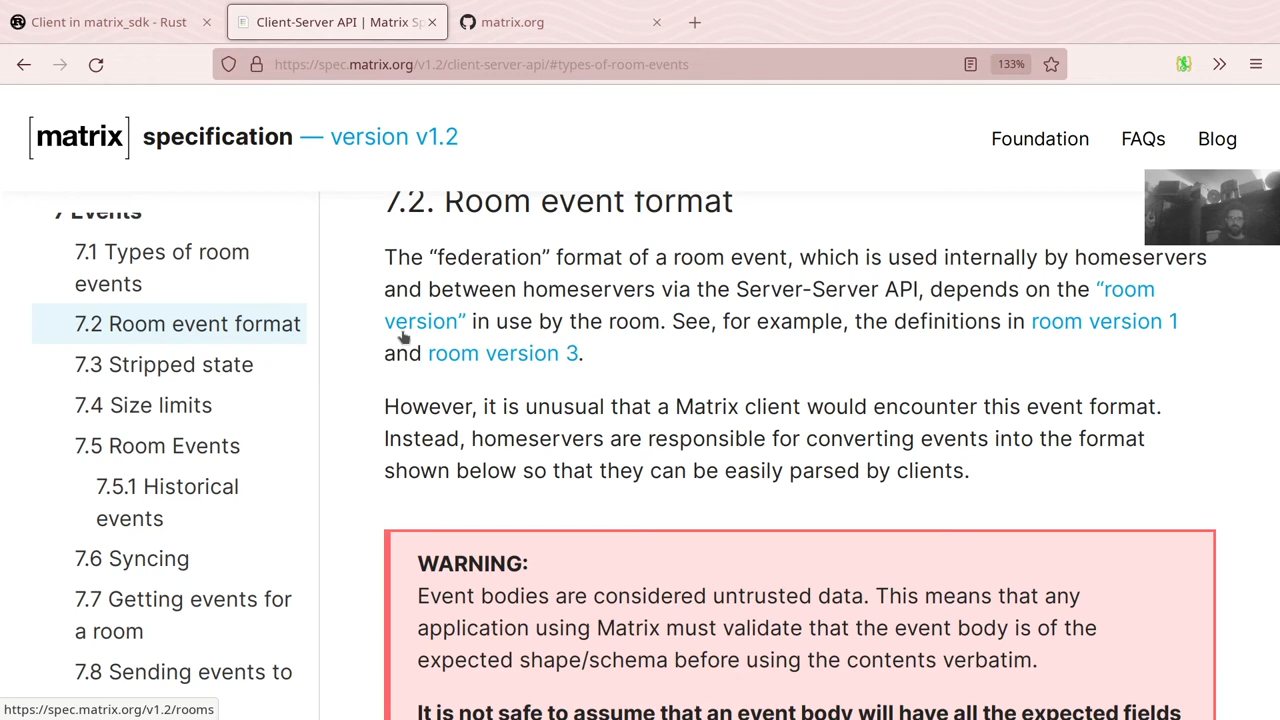 Client in matrix_sdk - Rust
Client-Server API | Matrix Sp
matrix.org
https://spec.matrix.org/v1.2/client-server-api/#types-of-room-events
133%
[matrix] specification — version v1.2
Foundation
FAQs
Blog
7 Events
7.1 Types of room
events
7.2 Room event format
7.3 Stripped state
7.4 Size limits
7.5 Room Events
7.5.1 Historical
events
7.6 Syncing
7.7 Getting events for
a room
7.8 Sending events to
7.2. Room event format
The “federation” format of a room event, which is used internally by homeservers
and between homeservers via the Server-Server API, depends on the “room
version” in use by the room. See, for example, the definitions in room version 1
and room version 3.
However, it is unusual that a Matrix client would encounter this event format.
Instead, homeservers are responsible for converting events into the format
shown below so that they can be easily parsed by clients.
WARNING:
Event bodies are considered untrusted data. This means that any
application using Matrix must validate that the event body is of the
expected shape/schema before using the contents verbatim.
It is not safe to assume that an event body will have all the expected fields
https://spec.matrix.org/v1.2/rooms